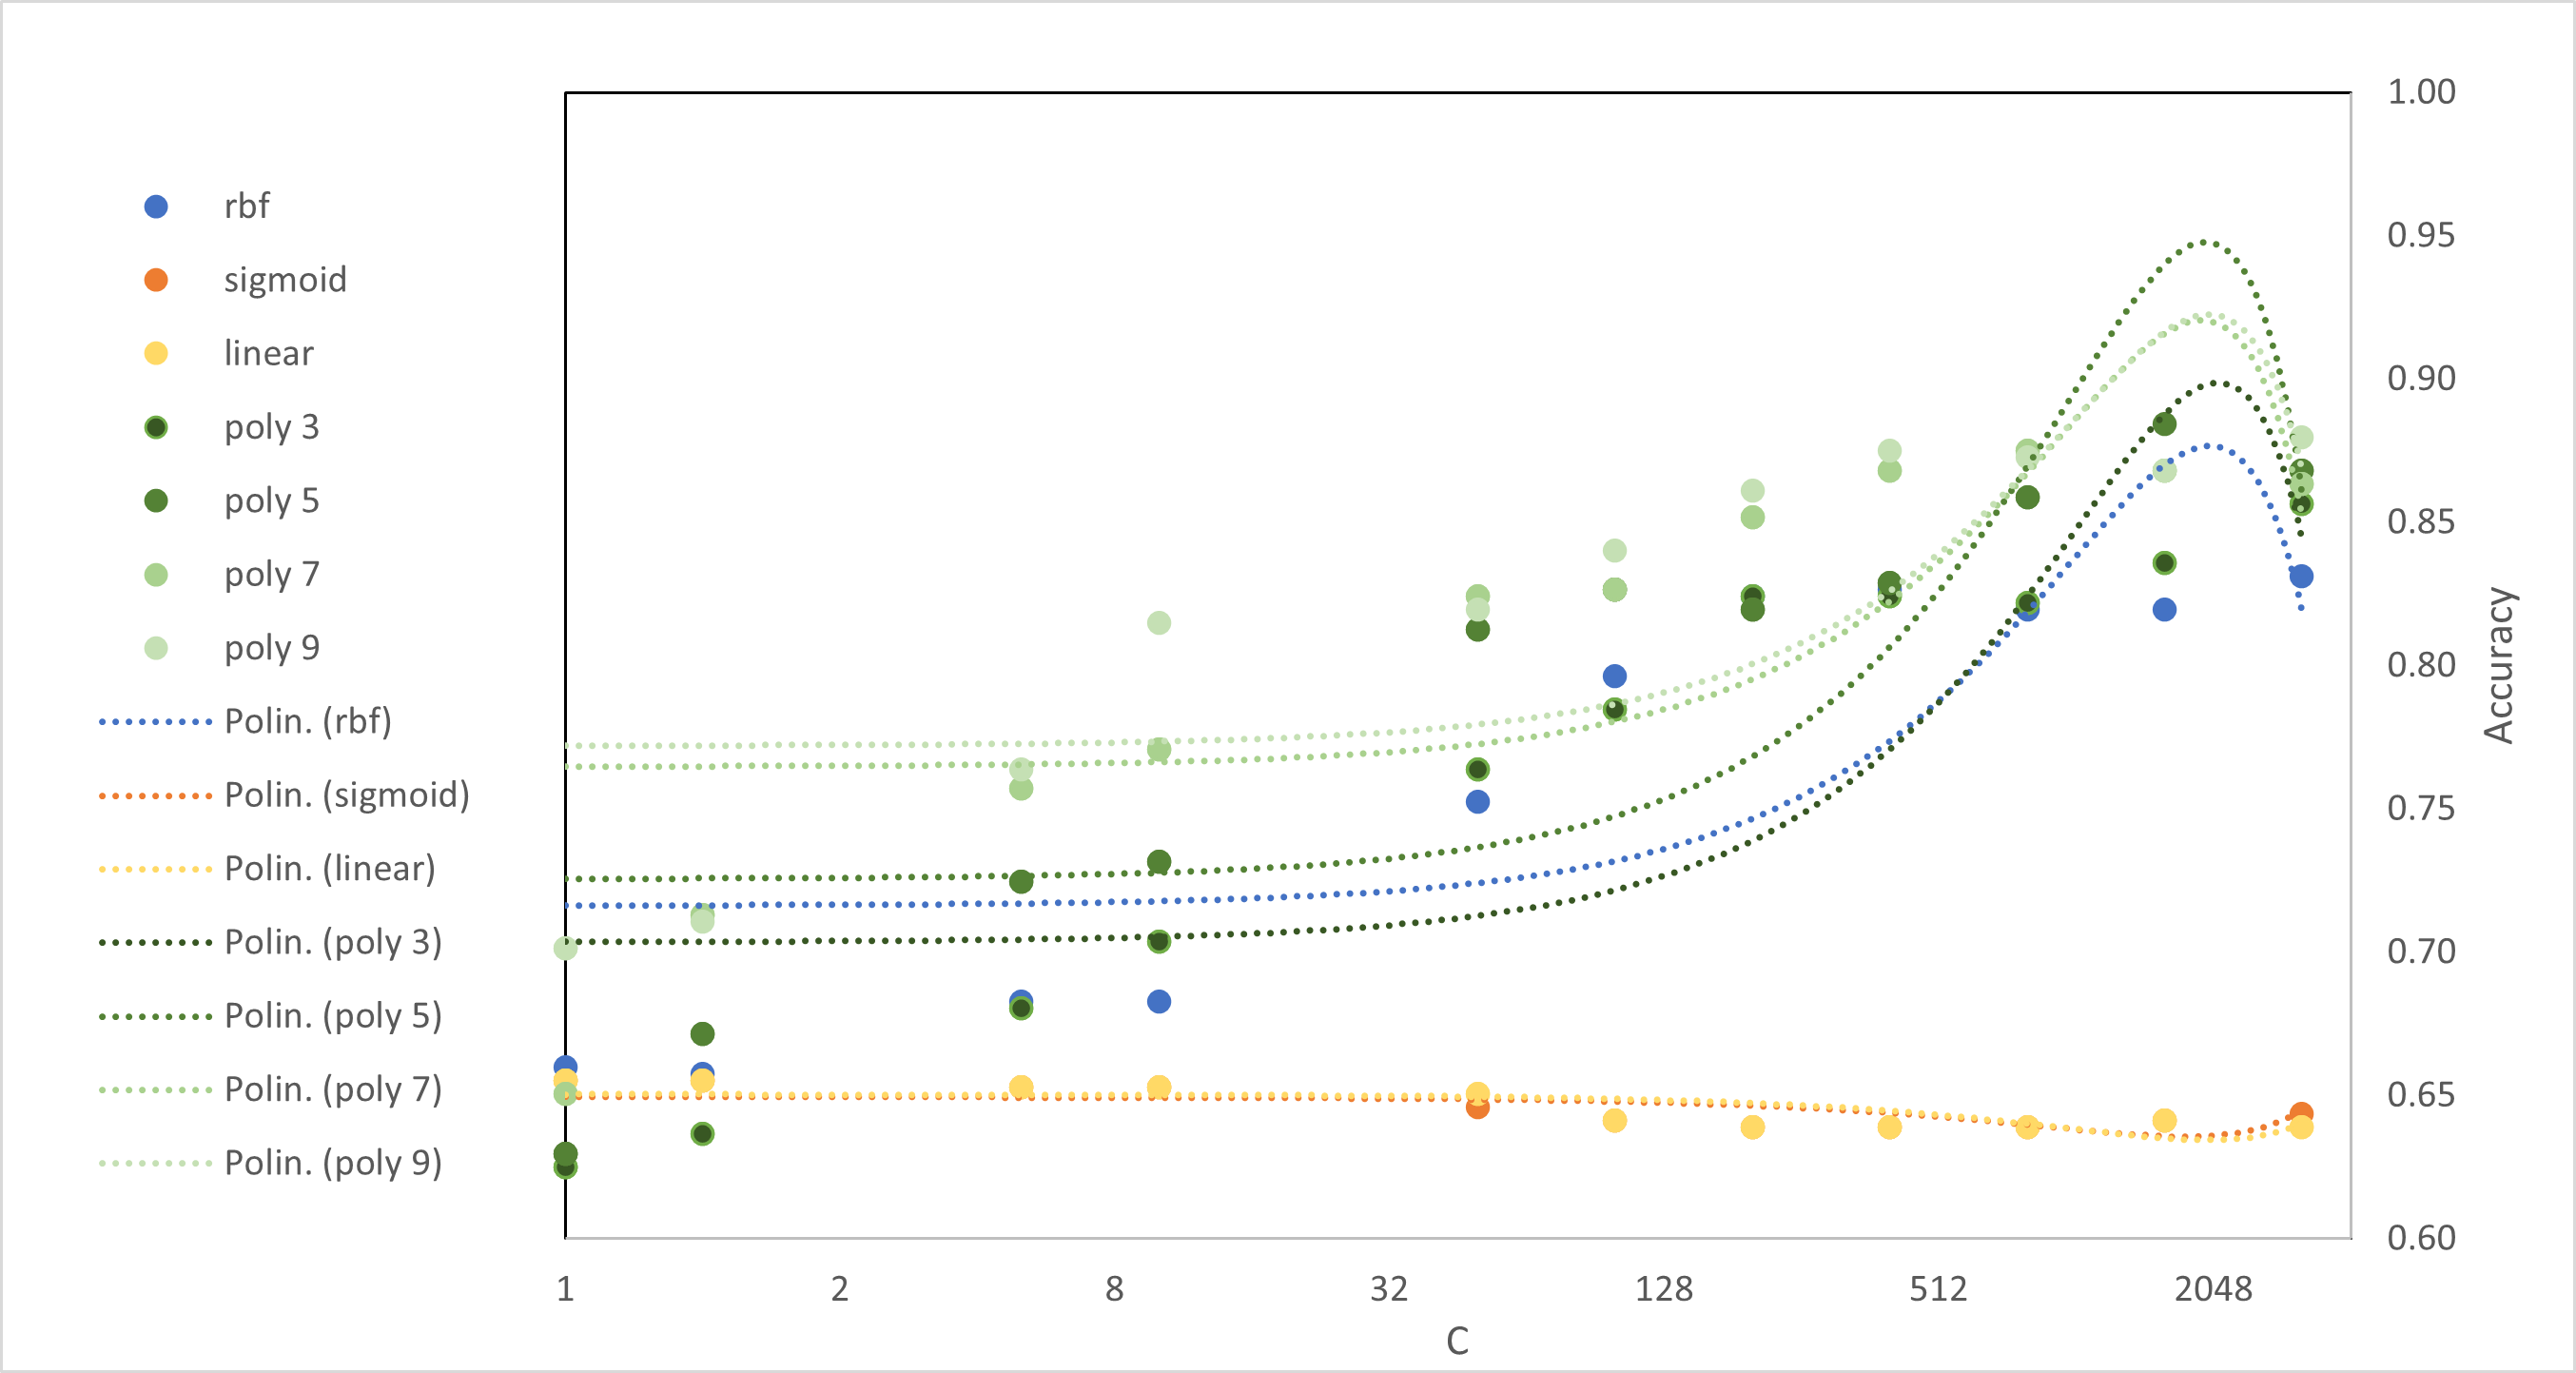 rbf
sigmoid
linear
poly 3
poly 5
poly 7
poly 9
Polin. (rbf)
Polin. (sigmoid)
Polin. (linear)
Polin. (poly 3)
Polin. (poly 5)
Polin. (poly 7)
Polin. (poly 9)
1.00
0.95
0.90
0.85
0.80
0.75
0.70
0.65
0.60
Accuracy
1 2 8 32 128 512 2048
C